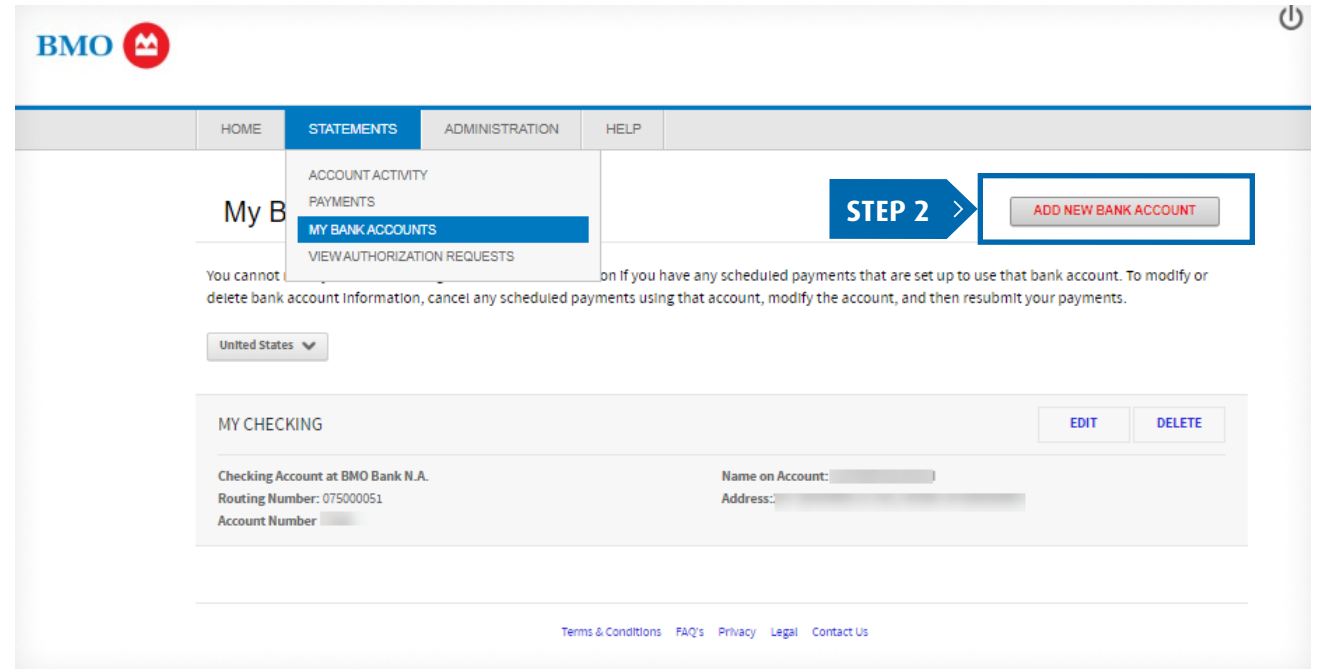 BMO
HOME STATEMENTS ADMINISTRATION HELP
ACCOUNT ACTIVITY
PAYMENTS
MY BANK ACCOUNTS
VIEW AUTHORIZATION REQUESTS
My B
STEP 2 >
ADD NEW BANK ACCOUNT
You cannot on if you have any scheduled payments that are set up to use that bank account. To modify or
delete bank account information, cancel any scheduled payments using that account, modify the account, and then resubmit your payments.
United States
MY CHECKING
EDIT DELETE
Checking Account at BMO Bank N.A.
Routing Number: 075000051
Account Number
Name on Account:
Address:
Terms & Conditions FAQ's Privacy Legal Contact Us